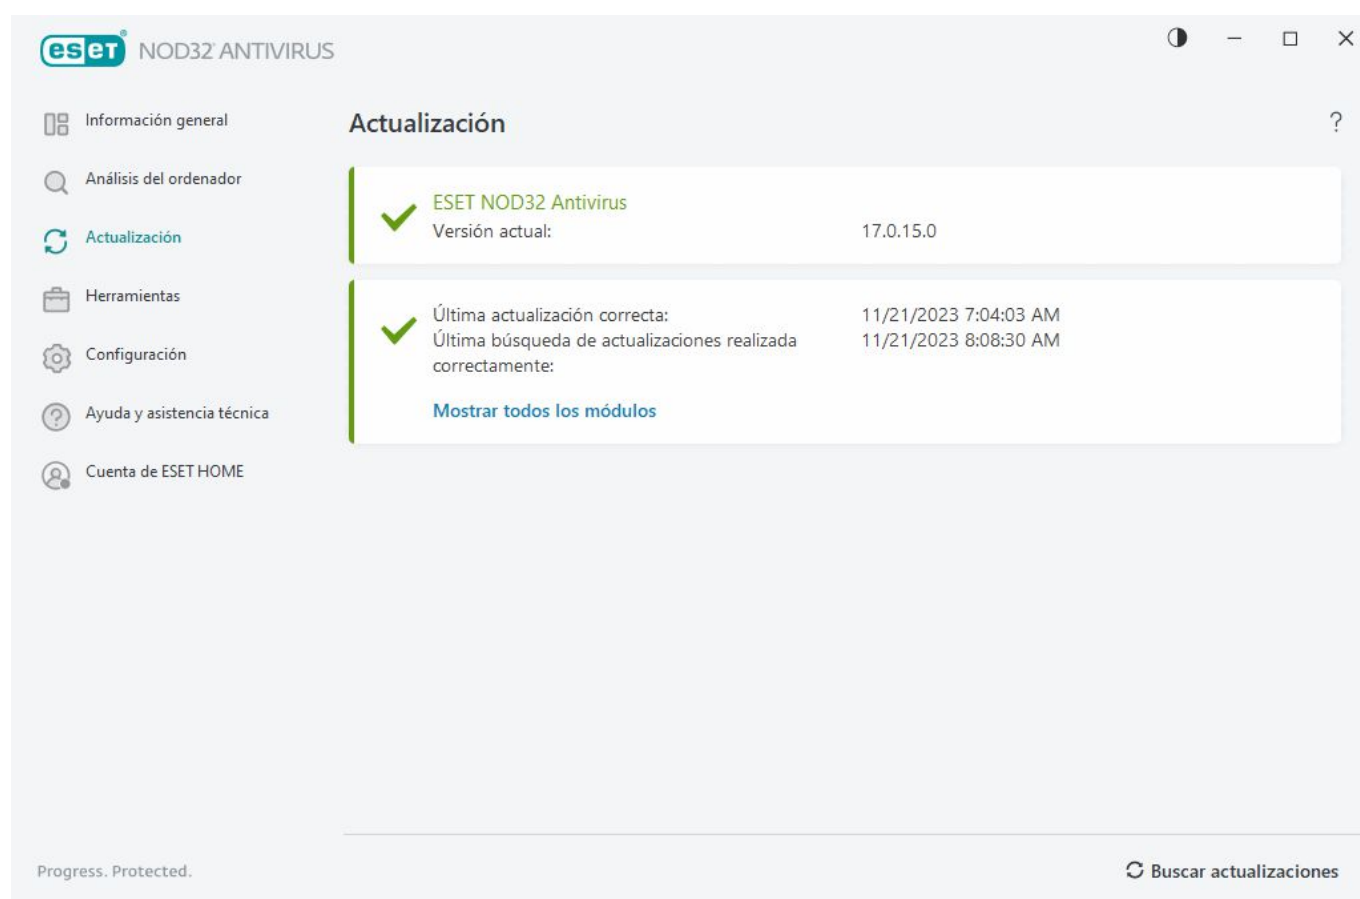 eset® NOD32 ANTIVIRUS
Información general
Análisis del ordenador
Actualización
Herramientas
Configuración
Ayuda y asistencia técnica
Cuenta de ESET HOME
Actualización
?
ESET NOD32 Antivirus
Versión actual: 17.0.15.0
Última actualización correcta: 11/21/2023 7:04:03 AM
Última búsqueda de actualizaciones realizada 11/21/2023 8:08:30 AM
correctamente:
Mostrar todos los módulos
Progress. Protected.
Buscar actualizaciones